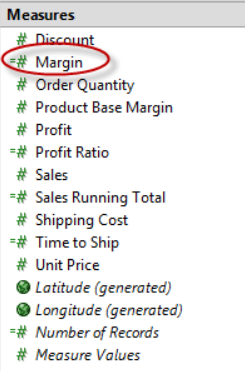 Measures
# Discount
=# Margin
# Order Quantity
# Product Base Margin
# Profit
=# Profit Ratio
# Sales
=# Sales Running Total
# Shipping Cost
=# Time to Ship
# Unit Price
Latitude (generated)
Longitude (generated)
=# Number of Records
# Measure Values